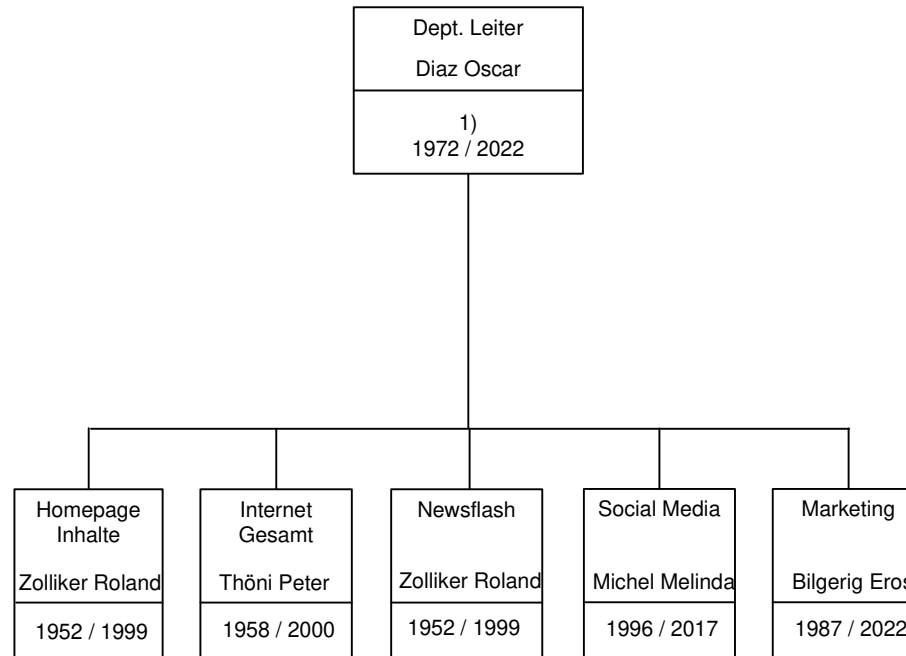 Dept. Leiter
Diaz Oscar
1)
1972 / 2022
Homepage
Inhalte
Zolliker Roland
1952 / 1999
Internet
Gesamt
Thöni Peter
1958 / 2000
Newsflash
Zolliker Roland
1952 / 1999
Social Media
Michel Melinda
1996 / 2017
Marketing
Bilgerig Eros
1987 / 2022